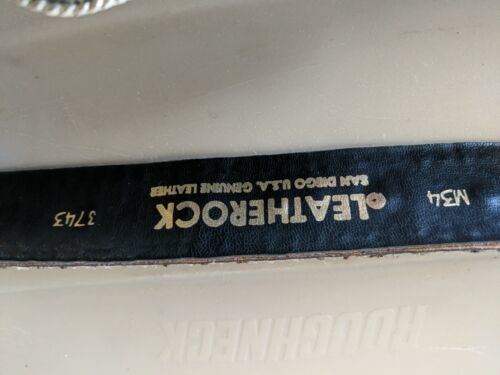 M34
LEATHEROCK
SAN DIEGO U.S.A. GENUINE LEATHER
3743
ROUGHNECK